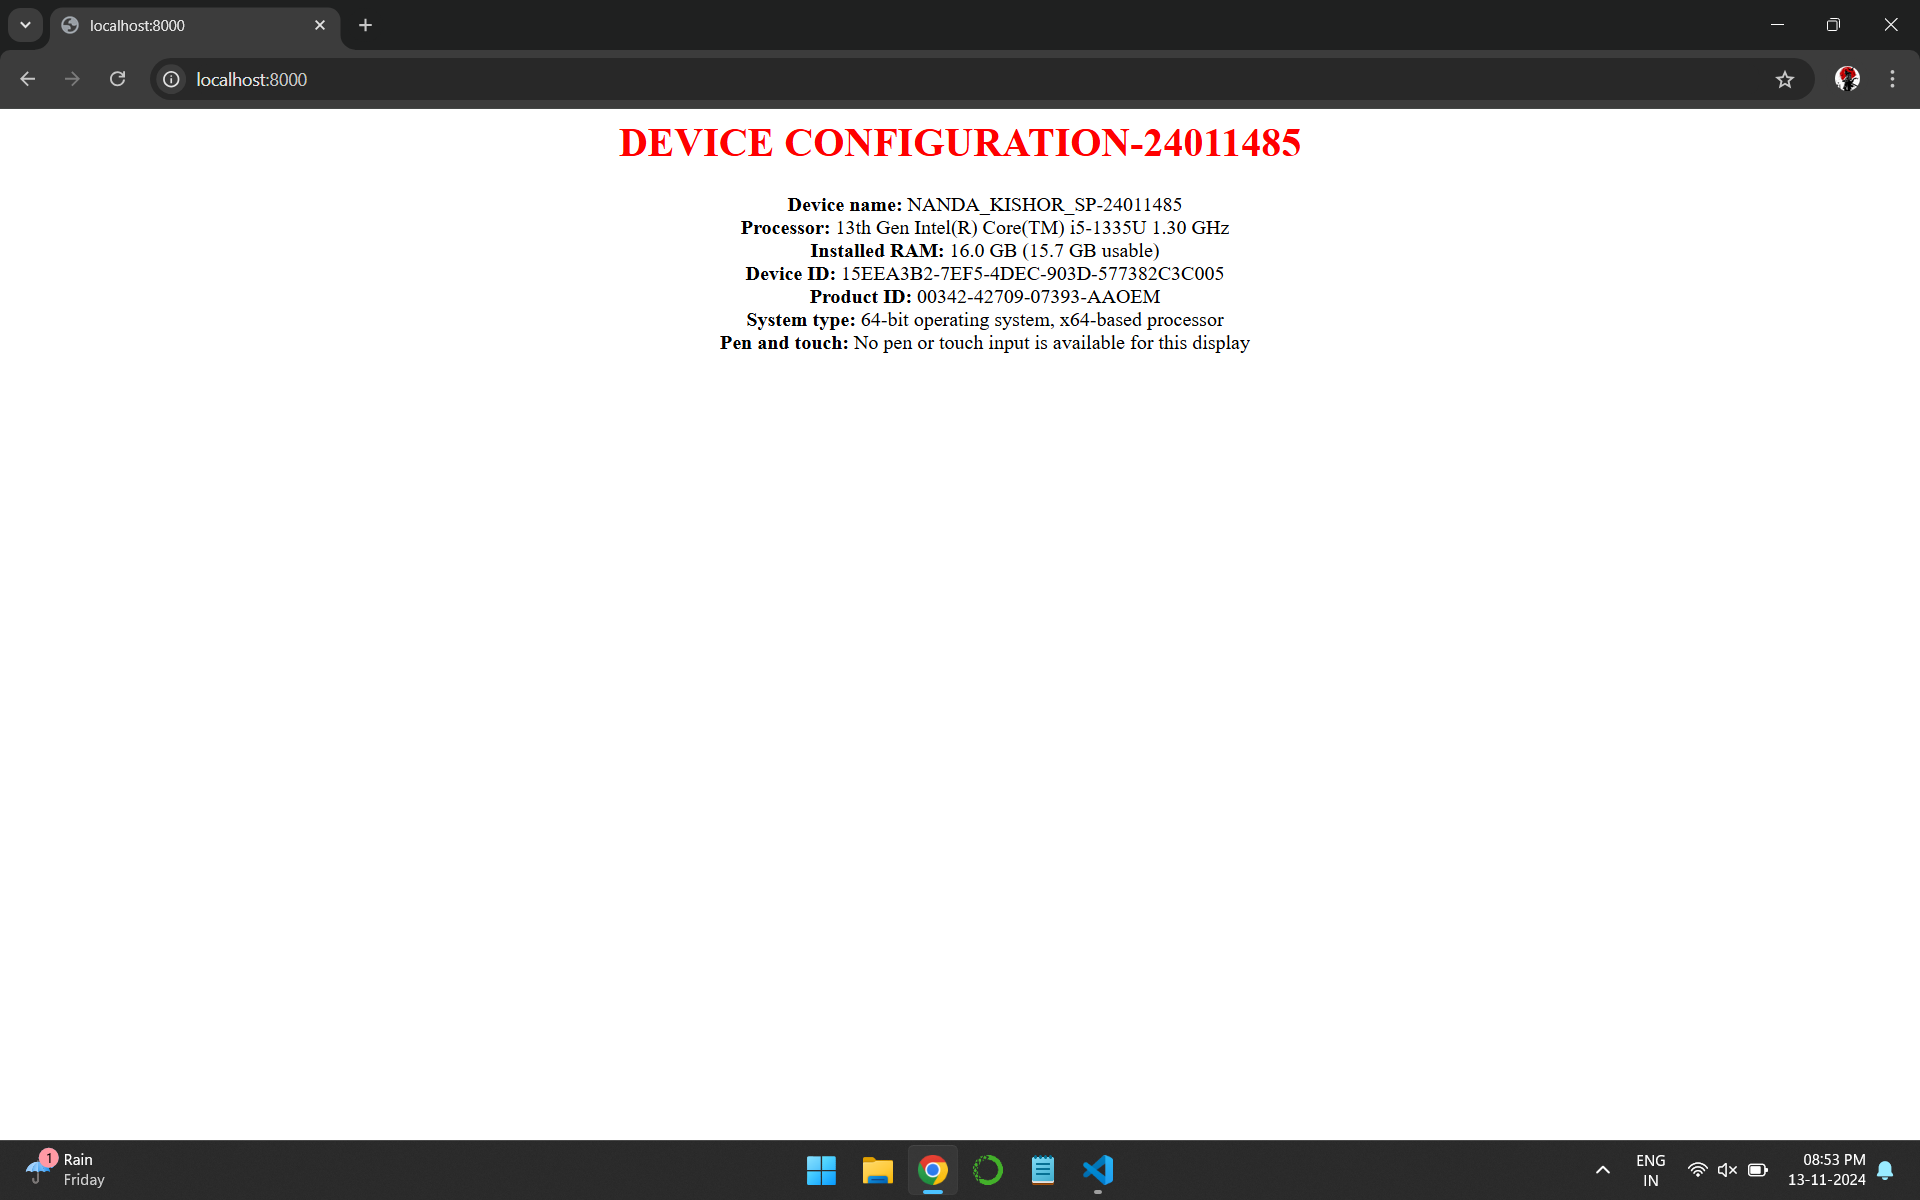 localhost:8000
localhost:8000
DEVICE CONFIGURATION-24011485
Device name: NANDA_KISHOR_SP-24011485
Processor: 13th Gen Intel(R) Core(TM) i5-1335U 1.30 GHz
Installed RAM: 16.0 GB (15.7 GB usable)
Device ID: 15EEA3B2-7EF5-4DEC-903D-577382C3C005
Product ID: 00342-42709-07393-AAOEM
System type: 64-bit operating system, x64-based processor
Pen and touch: No pen or touch input is available for this display
1
Rain
Friday
ENG
IN
08:53 PM
13-11-2024